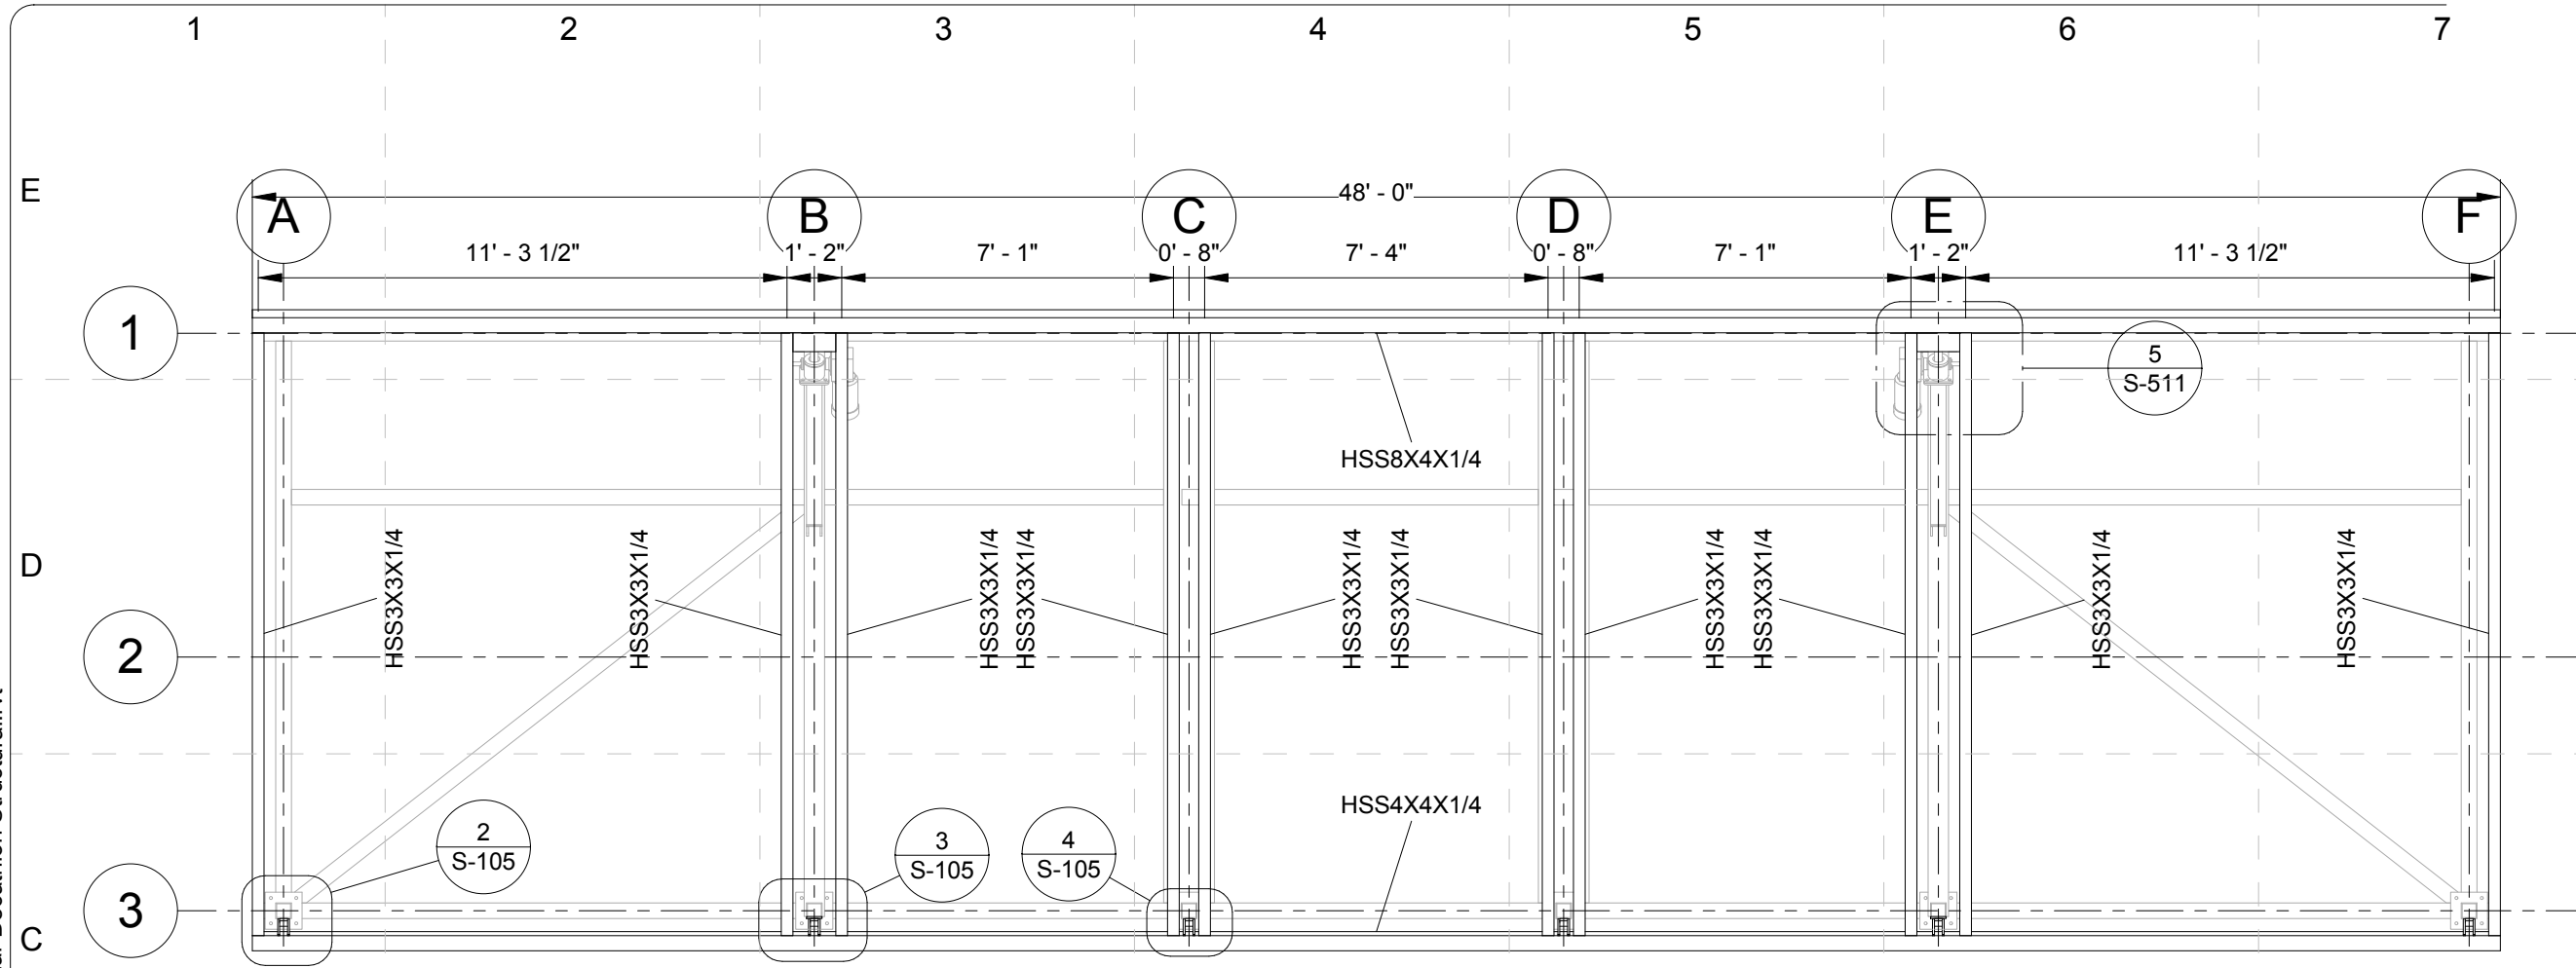 1 2 3 4 5 6 7
E
A B C D E F
48' - 0"
11' - 3 1/2" 1' - 2" 7' - 1" 0' - 8" 7' - 4" 0' - 8" 7' - 1" 1' - 2" 11' - 3 1/2"
1
5
S-511
HSS8X4X1/4
D
HSS3X3X1/4
HSS3X3X1/4
HSS3X3X1/4
HSS3X3X1/4
HSS3X3X1/4
HSS3X3X1/4
HSS3X3X1/4
HSS3X3X1/4
HSS3X3X1/4
HSS3X3X1/4
2
HSS4X4X1/4
2
S-105
3
S-105
4
S-105
3
C